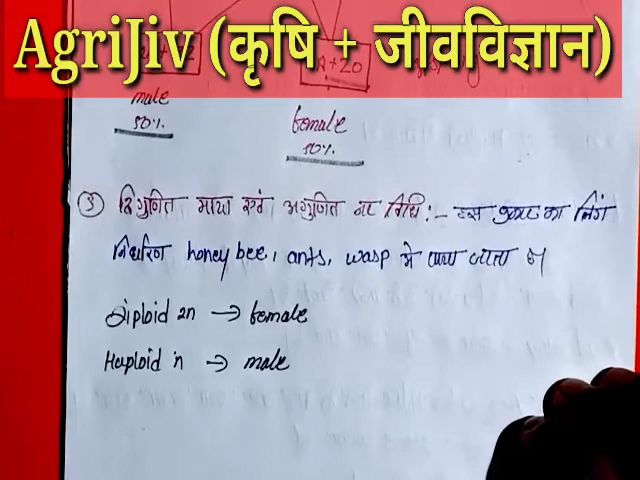 AgriJiv (कृषि + जीवविज्ञान)
male
50%
female
50%
③ द्विगुणित मादा एवं अगुणित नर विधि:- इस प्रकार का लिंग
निर्धारण honey bee, ants, wasp में पाया जाता है।
Diploid 2n → female
Haploid n → male